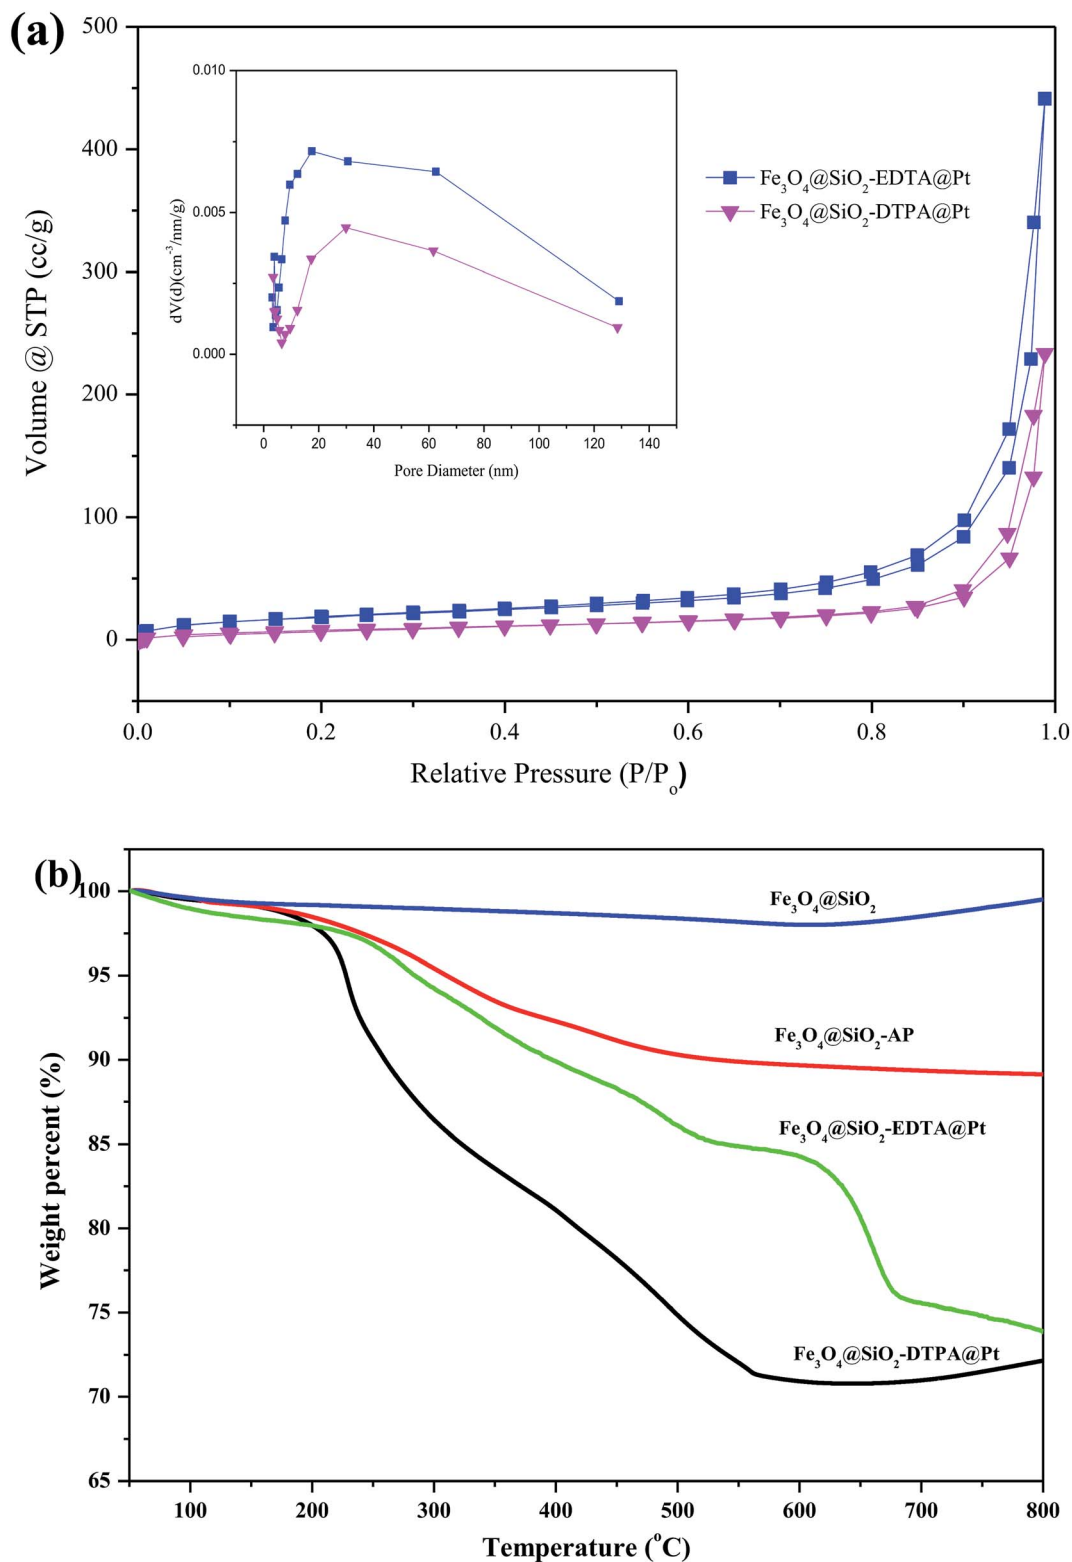 (a)
500
400
300
200
100
0
Volume @ STP (cc/g)
0.010
0.005
0.000
dV(d)(cm⁻³/nm/g)
0 20 40 60 80 100 120 140
Pore Diameter (nm)
Fe₃O₄@SiO₂-EDTA@Pt
Fe₃O₄@SiO₂-DTPA@Pt
0.0 0.2 0.4 0.6 0.8 1.0
Relative Pressure (P/Pₒ)
(b)
100
95
90
85
80
75
70
65
Weight percent (%)
Fe₃O₄@SiO₂
Fe₃O₄@SiO₂-AP
Fe₃O₄@SiO₂-EDTA@Pt
Fe₃O₄@SiO₂-DTPA@Pt
100 200 300 400 500 600 700 800
Temperature (°C)